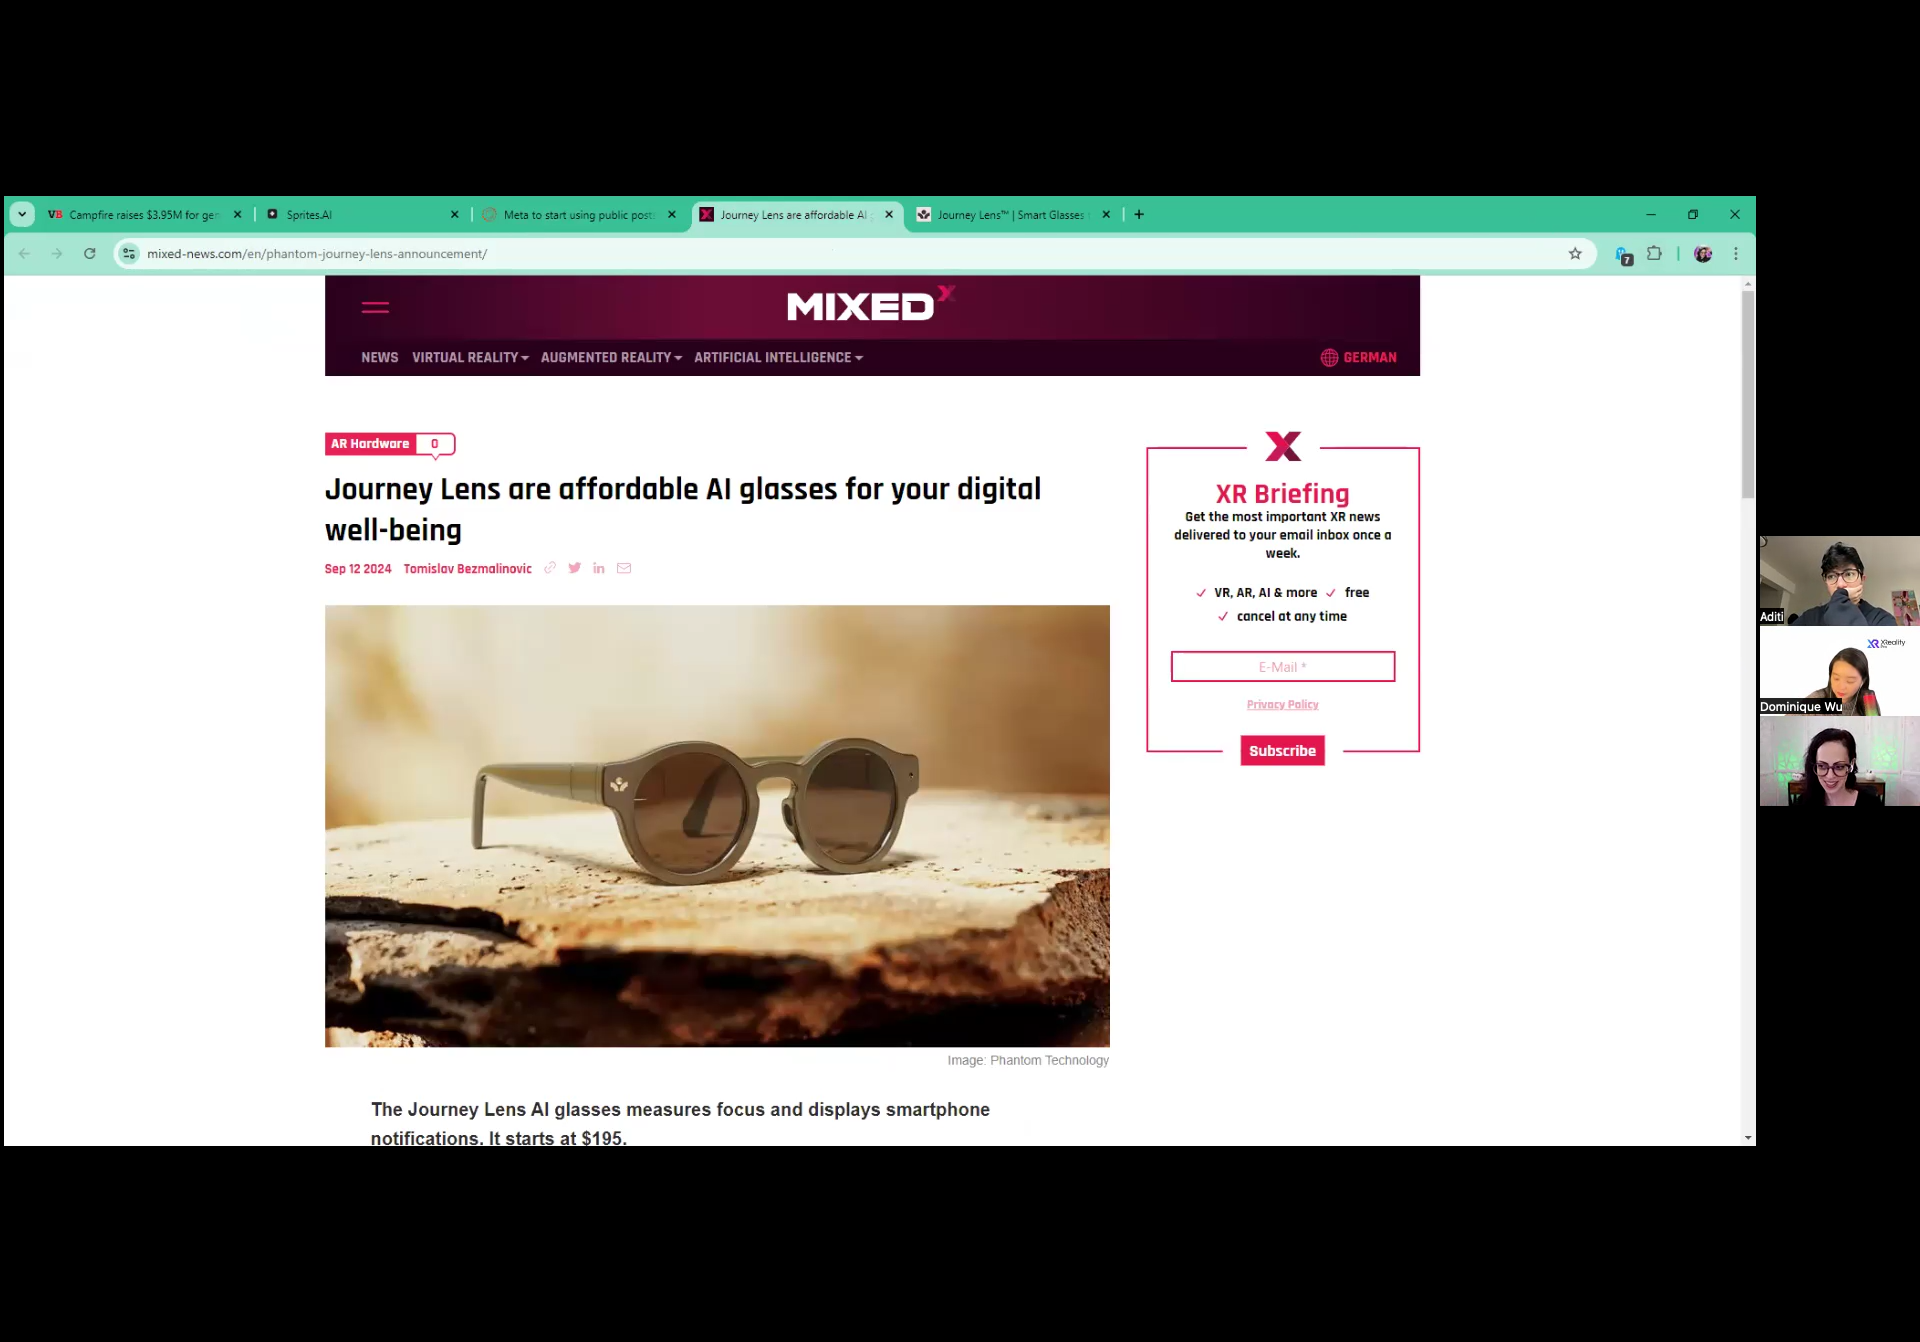 VB Campfire raises $3.95M for gen
Sprites.AI
Meta to start using public posts
Journey Lens are affordable AI g
Journey Lens™ | Smart Glasses
mixed-news.com/en/phantom-journey-lens-announcement/
7
MIXED
NEWS VIRTUAL REALITY AUGMENTED REALITY ARTIFICIAL INTELLIGENCE
GERMAN
AR Hardware 0
Journey Lens are affordable AI glasses for your digital
well-being
Sep 12 2024 Tomislav Bezmalinovic
Image: Phantom Technology
The Journey Lens AI glasses measures focus and displays smartphone
notifications. It starts at $195.
XR Briefing
Get the most important XR news
delivered to your email inbox once a
week.
VR, AR, AI & more free
cancel at any time
E-Mail *
Privacy Policy
Subscribe
Aditi
XReality
Dominique Wu